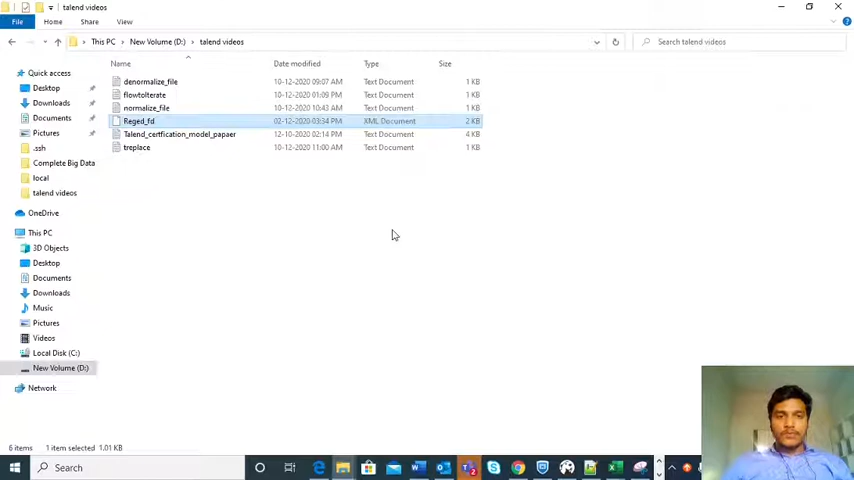 talend videos
File Home Share View
This PC New Volume (D:) talend videos Search talend videos
Name Date modified Type Size
Quick access
Desktop
Downloads
Documents
Pictures
.ssh
Complete Big Data
local
talend videos
OneDrive
This PC
3D Objects
Desktop
Documents
Downloads
Music
Pictures
Videos
Local Disk (C:)
New Volume (D:)
Network
denormalize_file 10-12-2020 09:07 AM Text Document 1 KB
flowtoIterate 10-12-2020 01:09 PM Text Document 1 KB
normalize_file 10-12-2020 10:43 AM Text Document 1 KB
Reged_fd 02-12-2020 03:34 PM XML Document 2 KB
Talend_certfication_model_papaer 12-10-2020 02:14 PM Text Document 4 KB
treplace 10-12-2020 11:00 AM Text Document 1 KB
6 items 1 item selected 1.01 KB
Search